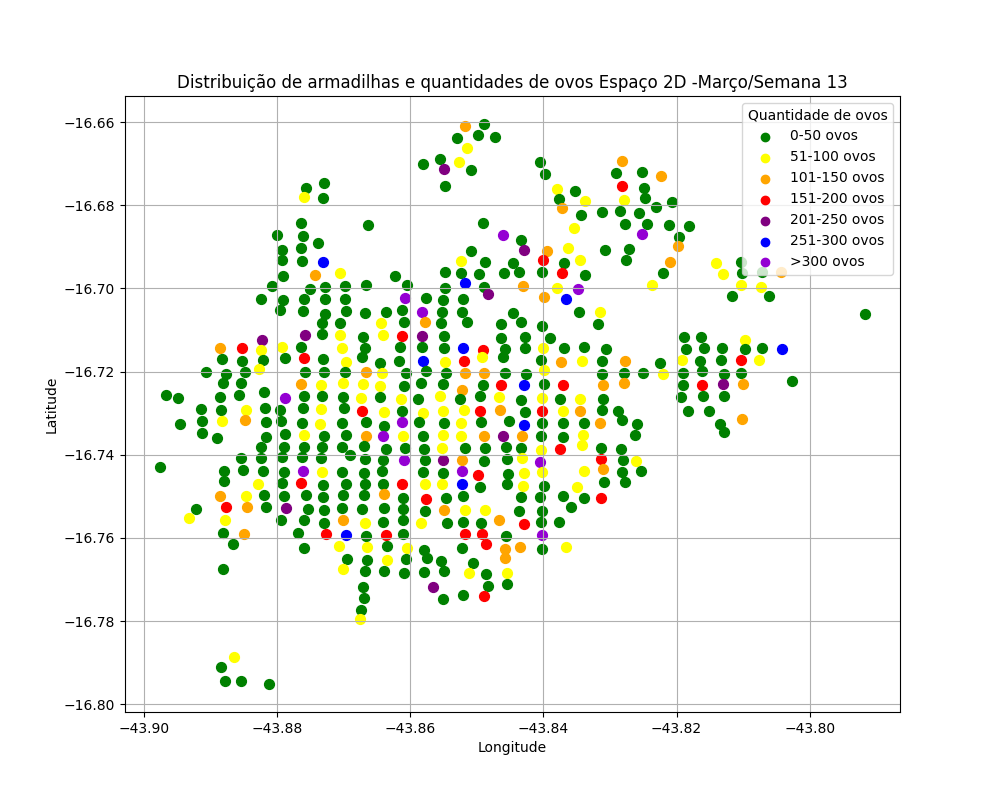 Distribuição de armadilhas e quantidades de ovos Espaço 2D -Março/Semana 13
Quantidade de ovos
0-50 ovos
51-100 ovos
101-150 ovos
151-200 ovos
201-250 ovos
251-300 ovos
>300 ovos
Latitude
−16.66
−16.68
−16.70
−16.72
−16.74
−16.76
−16.78
−16.80
−43.90 −43.88 −43.86 −43.84 −43.82 −43.80
Longitude